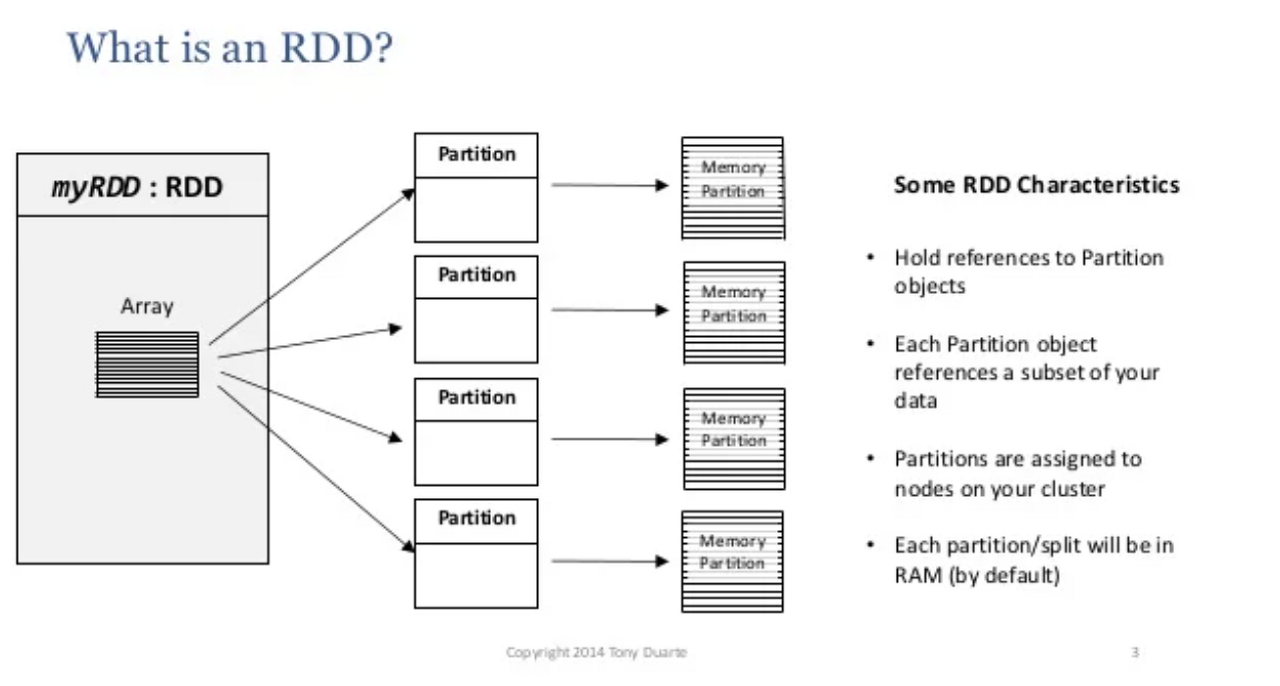 What is an RDD?
myRDD : RDD
Array
Partition
Memory
Partition
Partition
Memory
Partition
Partition
Memory
Partition
Partition
Memory
Partition
Some RDD Characteristics
• Hold references to Partition
objects
• Each Partition object
references a subset of your
data
• Partitions are assigned to
nodes on your cluster
• Each partition/split will be in
RAM (by default)
Copyright 2014 Tony Duarte
3